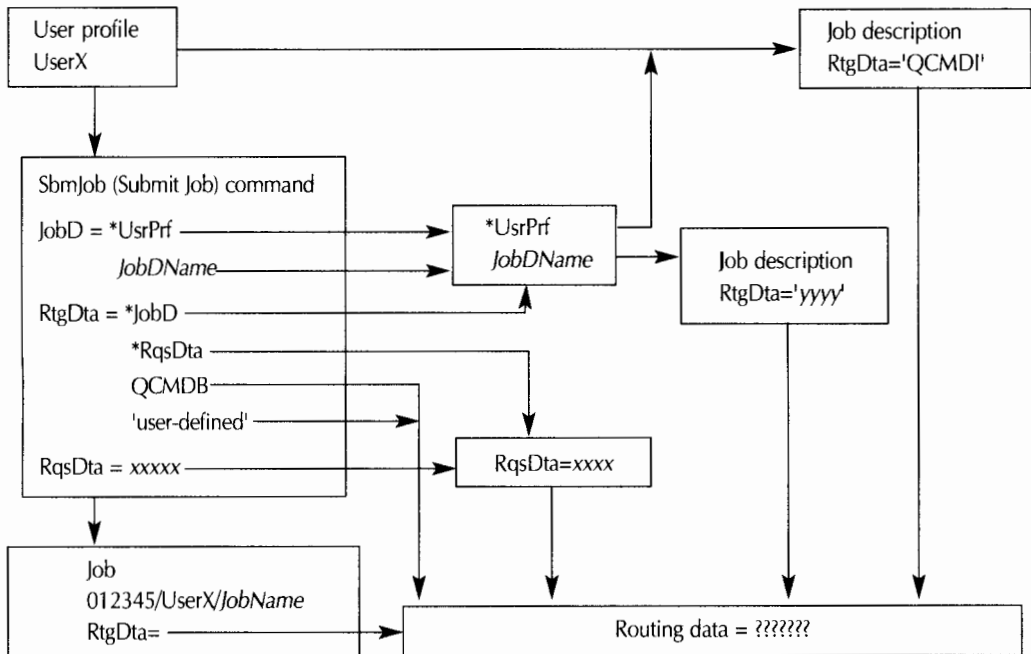 User profile
UserX
Job description
RtgDta='QCMDI'
SbmJob (Submit Job) command
JobD = *UsrPrf
JobDName
RtgDta = *JobD
*RqsDta
QCMDB
'user-defined'
RqsDta = xxxxx
*UsrPrf
JobDName
Job description
RtgDta='yyyy'
RqsDta=xxxx
Job
012345/UserX/JobName
RtgDta=
Routing data = ???????